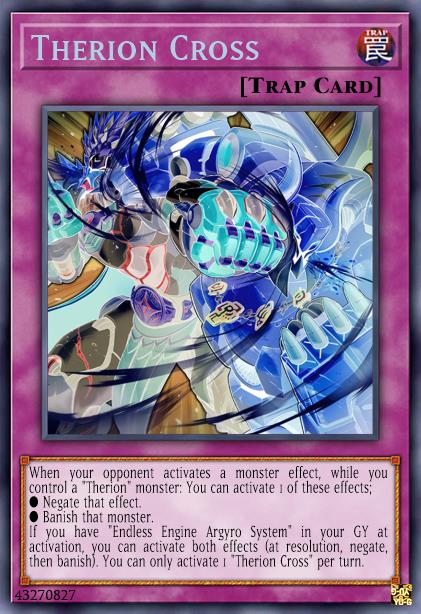 Therion Cross
TRAP
罠
[Trap Card]
When your opponent activates a monster effect, while you
control a "Therion" monster: You can activate 1 of these effects;
● Negate that effect.
● Banish that monster.
If you have "Endless Engine Argyro System" in your GY at
activation, you can activate both effects (at resolution, negate,
then banish). You can only activate 1 "Therion Cross" per turn.
43270827